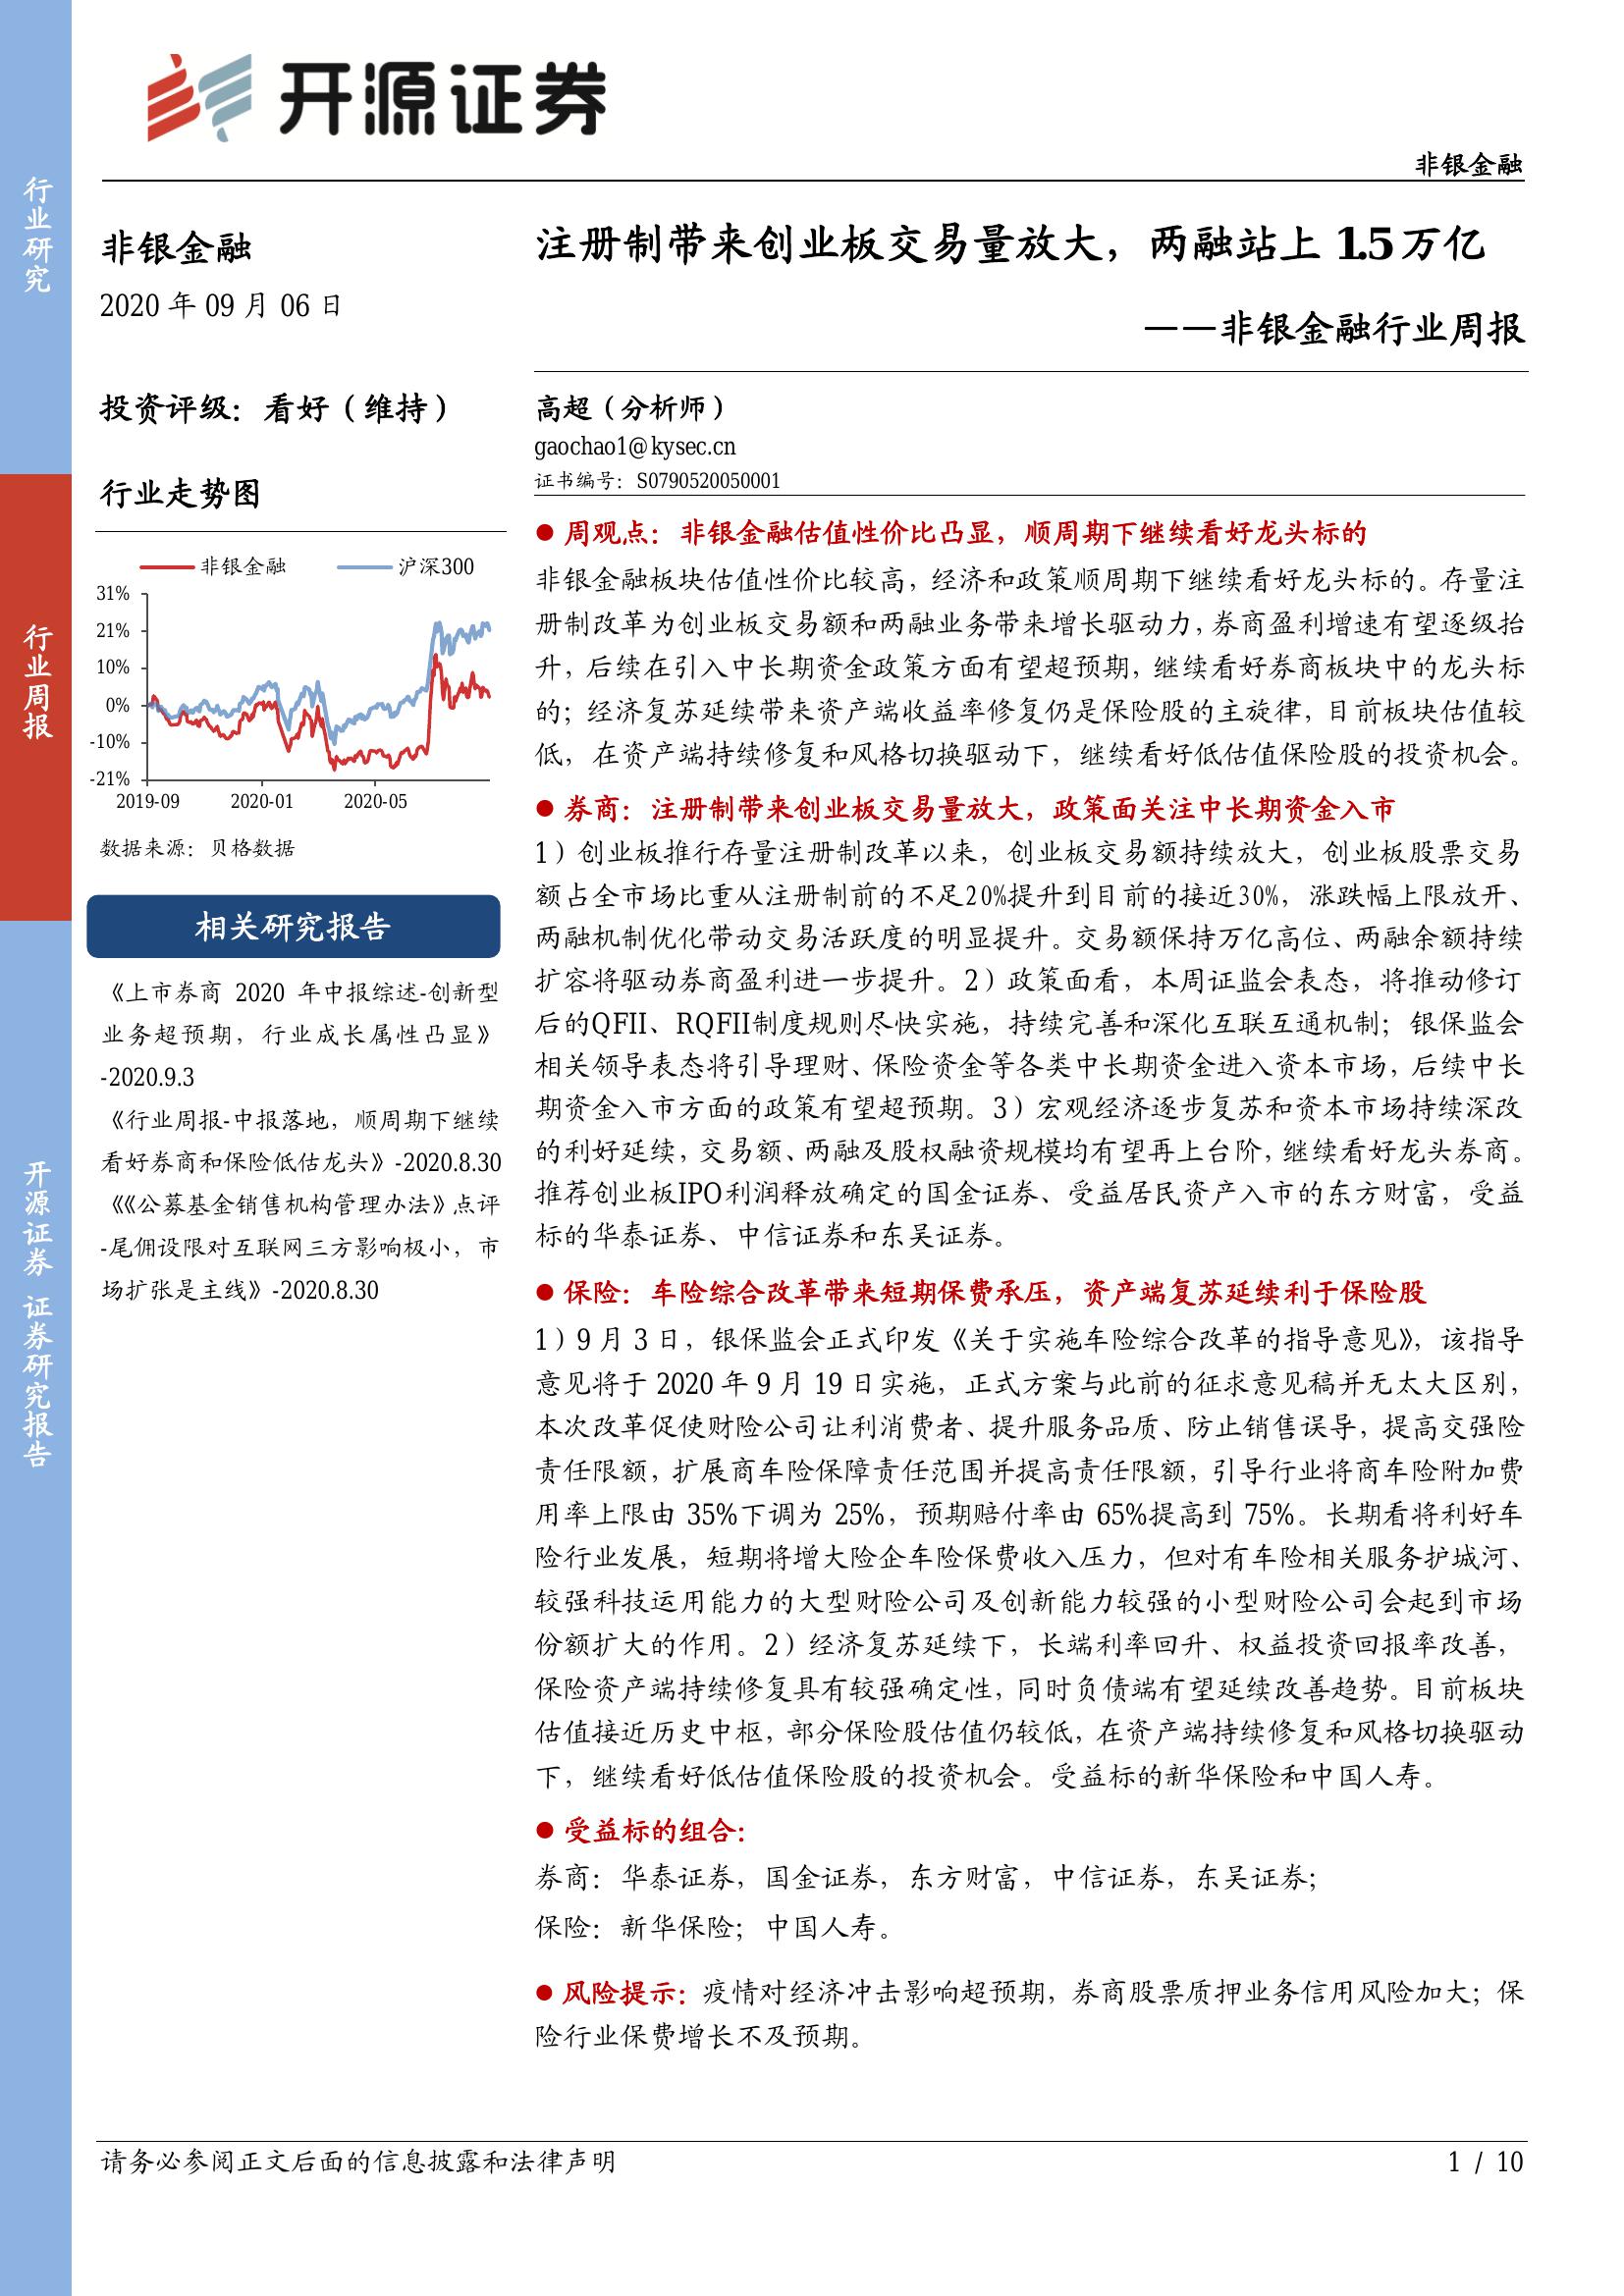 开源证券
非银金融
行业研究
行业周报
开源证券 证券研究报告
非银金融
2020 年 09 月 06 日
投资评级：看好（维持）
行业走势图
非银金融 沪深300
31%
21%
10%
0%
-10%
-21%
2019-09 2020-01 2020-05
数据来源：贝格数据
相关研究报告
《上市券商 2020 年中报综述-创新型
业务超预期，行业成长属性凸显》
-2020.9.3
《行业周报-中报落地，顺周期下继续
看好券商和保险低估龙头》-2020.8.30
《《公募基金销售机构管理办法》点评
-尾佣设限对互联网三方影响极小，市
场扩张是主线》-2020.8.30
注册制带来创业板交易量放大，两融站上 1.5 万亿
——非银金融行业周报
高超（分析师）
gaochao1@kysec.cn
证书编号：S0790520050001
● 周观点：非银金融估值性价比凸显，顺周期下继续看好龙头标的
非银金融板块估值性价比较高，经济和政策顺周期下继续看好龙头标的。存量注
册制改革为创业板交易额和两融业务带来增长驱动力，券商盈利增速有望逐级抬
升，后续在引入中长期资金政策方面有望超预期，继续看好券商板块中的龙头标
的；经济复苏延续带来资产端收益率修复仍是保险股的主旋律，目前板块估值较
低，在资产端持续修复和风格切换驱动下，继续看好低估值保险股的投资机会。
● 券商：注册制带来创业板交易量放大，政策面关注中长期资金入市
1）创业板推行存量注册制改革以来，创业板交易额持续放大，创业板股票交易
额占全市场比重从注册制前的不足20%提升到目前的接近30%，涨跌幅上限放开、
两融机制优化带动交易活跃度的明显提升。交易额保持万亿高位、两融余额持续
扩容将驱动券商盈利进一步提升。2）政策面看，本周证监会表态，将推动修订
后的QFII、RQFII制度规则尽快实施，持续完善和深化互联互通机制；银保监会
相关领导表态将引导理财、保险资金等各类中长期资金进入资本市场，后续中长
期资金入市方面的政策有望超预期。3）宏观经济逐步复苏和资本市场持续深改
的利好延续，交易额、两融及股权融资规模均有望再上台阶，继续看好龙头券商。
推荐创业板IPO利润释放确定的国金证券、受益居民资产入市的东方财富，受益
标的华泰证券、中信证券和东吴证券。
● 保险：车险综合改革带来短期保费承压，资产端复苏延续利于保险股
1）9 月 3 日，银保监会正式印发《关于实施车险综合改革的指导意见》，该指导
意见将于 2020 年 9 月 19 日实施，正式方案与此前的征求意见稿并无太大区别，
本次改革促使财险公司让利消费者、提升服务品质、防止销售误导，提高交强险
责任限额，扩展商车险保障责任范围并提高责任限额，引导行业将商车险附加费
用率上限由 35%下调为 25%，预期赔付率由 65%提高到 75%。长期看将利好车
险行业发展，短期将增大险企车险保费收入压力，但对有车险相关服务护城河、
较强科技运用能力的大型财险公司及创新能力较强的小型财险公司会起到市场
份额扩大的作用。2）经济复苏延续下，长端利率回升、权益投资回报率改善，
保险资产端持续修复具有较强确定性，同时负债端有望延续改善趋势。目前板块
估值接近历史中枢，部分保险股估值仍较低，在资产端持续修复和风格切换驱动
下，继续看好低估值保险股的投资机会。受益标的新华保险和中国人寿。
● 受益标的组合：
券商：华泰证券，国金证券，东方财富，中信证券，东吴证券；
保险：新华保险；中国人寿。
● 风险提示：疫情对经济冲击影响超预期，券商股票质押业务信用风险加大；保
险行业保费增长不及预期。
请务必参阅正文后面的信息披露和法律声明
1 / 10